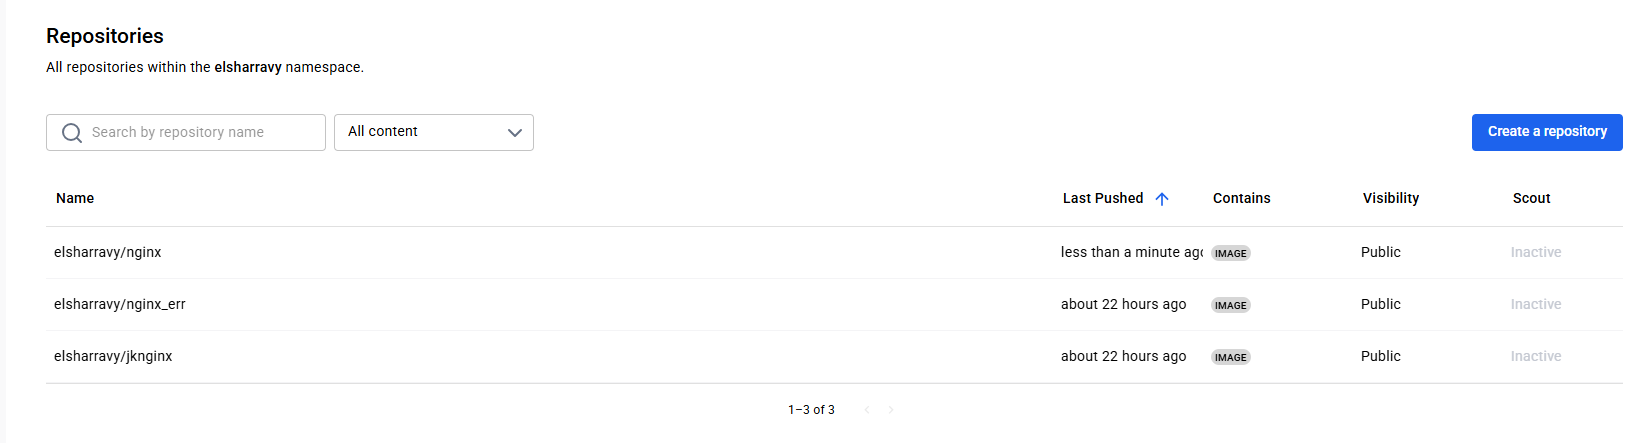 Repositories
All repositories within the elsharravy namespace.
Search by repository name All content Create a repository
Name Last Pushed Contains Visibility Scout
elsharravy/nginx less than a minute ago IMAGE Public Inactive
elsharravy/nginx_err about 22 hours ago IMAGE Public Inactive
elsharravy/jknginx about 22 hours ago IMAGE Public Inactive
1–3 of 3